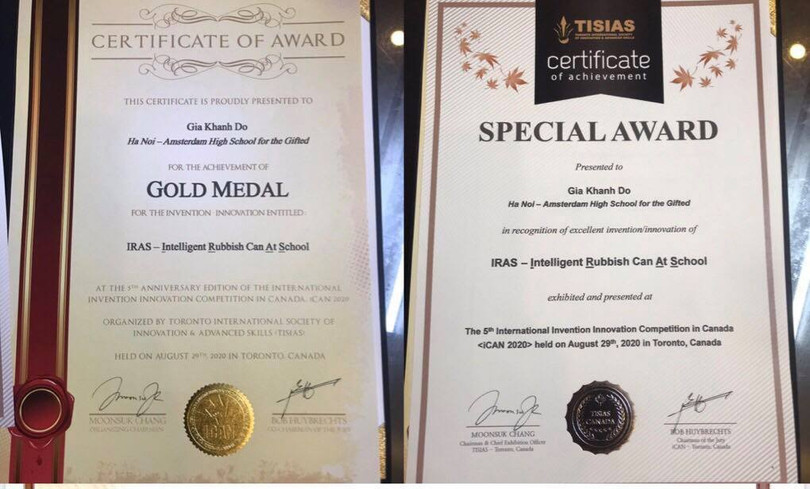 CERTIFICATE OF AWARD
THIS CERTIFICATE IS PROUDLY PRESENTED TO
Gia Khanh Do
Ha Noi – Amsterdam High School for the Gifted
FOR THE ACHIEVEMENT OF
GOLD MEDAL
FOR THE INVENTION · INNOVATION ENTITLED:
IRAS – Intelligent Rubbish Can At School
AT THE 5TH ANNIVERSARY EDITION OF THE INTERNATIONAL
INVENTION INNOVATION COMPETITION IN CANADA, iCAN 2020
ORGANIZED BY TORONTO INTERNATIONAL SOCIETY OF
INNOVATION & ADVANCED SKILLS (TISIAS)
HELD ON AUGUST 29TH, 2020 IN TORONTO, CANADA
MOONSUK CHANG
ORGANIZING CHAIRMAN
BOB HUYBRECHTS
TISIAS
TORONTO INTERNATIONAL SOCIETY
OF INNOVATION & ADVANCED SKILLS
certificate
of achievement
SPECIAL AWARD
Presented to
Gia Khanh Do
Ha Noi – Amsterdam High School for the Gifted
in recognition of excellent invention/innovation of
IRAS – Intelligent Rubbish Can At School
exhibited and presented at
The 5th International Invention Innovation Competition in Canada
<iCAN 2020> held on August 29th, 2020 in Toronto, Canada
TISIAS
CANADA
MOONSUK CHANG
Chairman & Chief Exhibition Officer
TISIAS – Toronto, Canada
BOB HUYBRECHTS
Chairman of the Jury
iCAN – Toronto, Canada